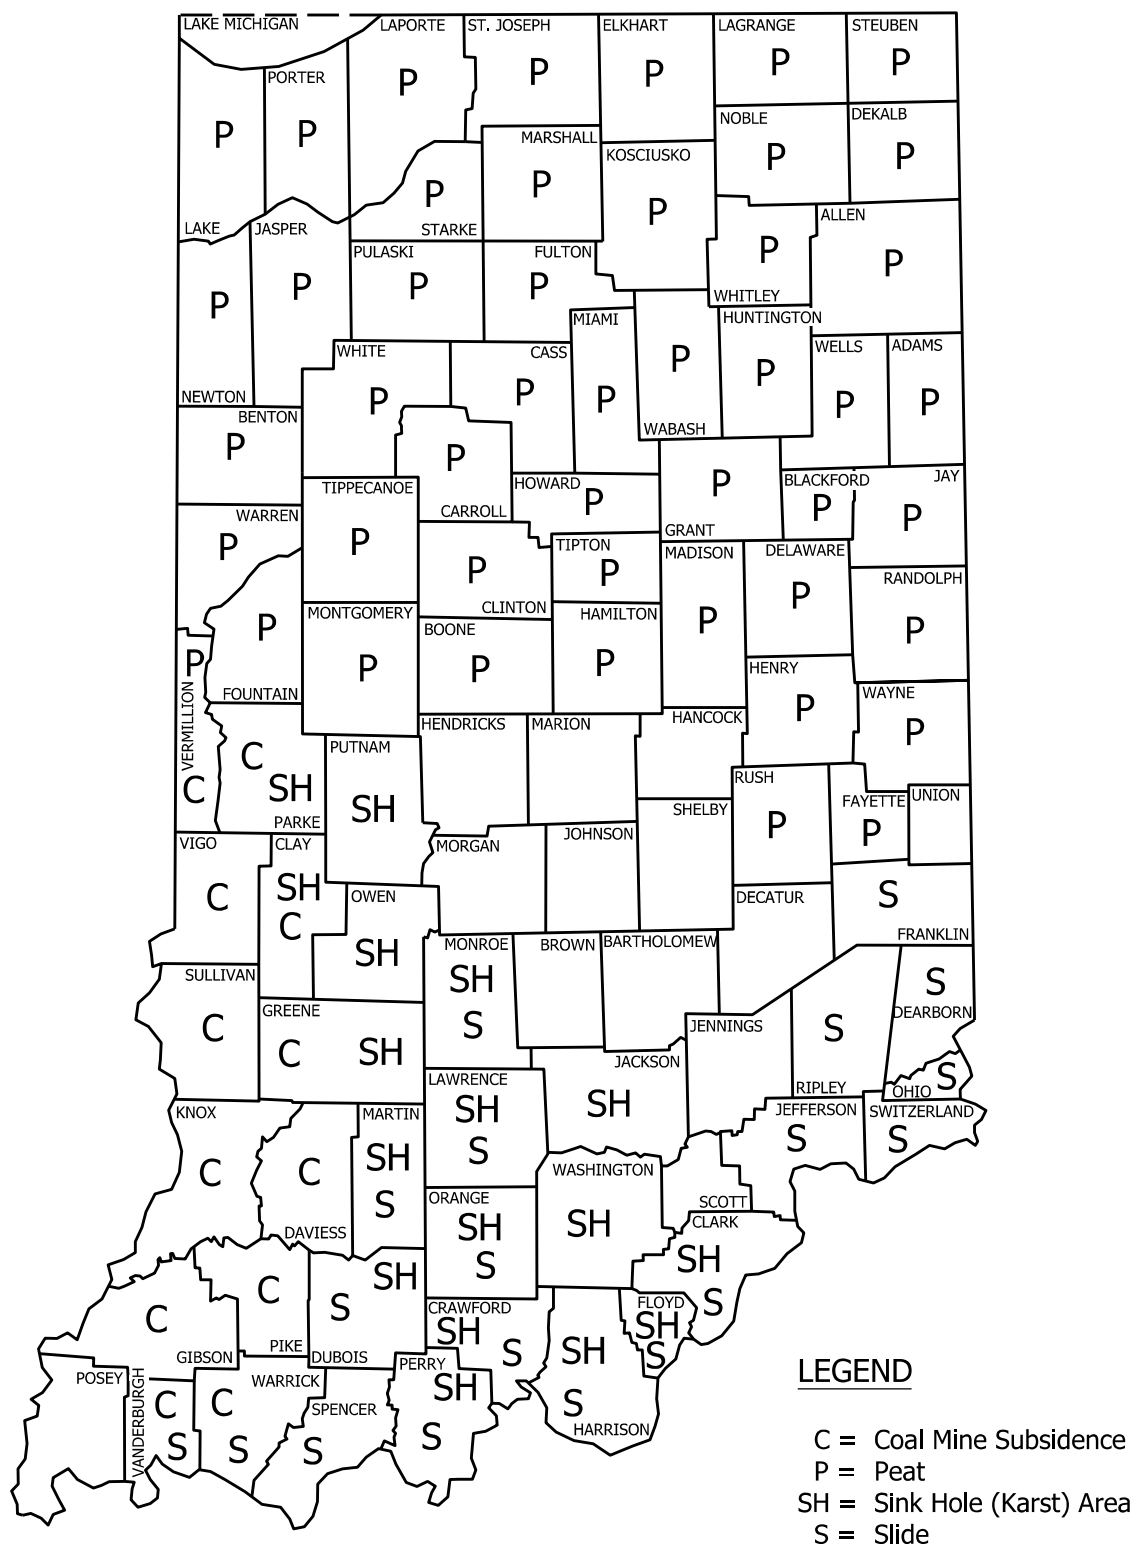 LAKE MICHIGAN
LAPORTE
ST. JOSEPH
ELKHART
LAGRANGE
STEUBEN
PORTER
P
P
P
P
P
P
P
NOBLE
DEKALB
MARSHALL
KOSCIUSKO
P
P
P
P
P
P
LAKE
JASPER
STARKE
ALLEN
PULASKI
FULTON
P
P
P
P
P
P
P
WHITLEY
MIAMI
HUNTINGTON
WHITE
CASS
WELLS
ADAMS
NEWTON
P
P
P
P
P
P
P
BENTON
WABASH
P
P
HOWARD
BLACKFORD
JAY
TIPPECANOE
P
P
P
P
CARROLL
GRANT
WARREN
P
P
TIPTON
MADISON
DELAWARE
P
P
P
RANDOLPH
CLINTON
MONTGOMERY
HAMILTON
P
P
P
BOONE
P
P
P
P
HENRY
VERMILLION
FOUNTAIN
P
WAYNE
P
HENDRICKS
MARION
HANCOCK
PUTNAM
C
SH
C
PARKE
SH
RUSH
P
FAYETTE
P
UNION
SHELBY
VIGO
CLAY
MORGAN
JOHNSON
C
SH
C
OWEN
SH
DECATUR
S
FRANKLIN
SULLIVAN
MONROE
BROWN
BARTHOLOMEW
SH
S
S
DEARBORN
C
GREENE
C
SH
JENNINGS
S
RIPLEY
JACKSON
SH
S
OHIO
KNOX
LAWRENCE
SH
S
MARTIN
JEFFERSON
S
SWITZERLAND
S
C
C
SH
S
DAVIESS
WASHINGTON
SH
SCOTT
ORANGE
SH
S
CLARK
SH
S
C
C
S
SH
GIBSON
PIKE
DUBOIS
CRAWFORD
SH
S
FLOYD
SH
S
SH
S
HARRISON
POSEY
VANDERBURGH
C
S
WARRICK
C
S
SPENCER
S
PERRY
SH
S
LEGEND
C = Coal Mine Subsidence
P = Peat
SH = Sink Hole (Karst) Area
S = Slide